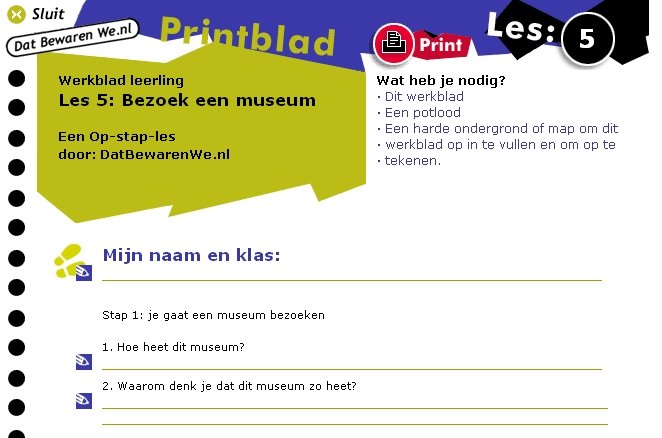 Sluit
Dat Bewaren We.nl
Printblad
Print
Les: 5
Werkblad leerling
Les 5: Bezoek een museum
Een Op-stap-les
door: DatBewarenWe.nl
Wat heb je nodig?
· Dit werkblad
· Een potlood
· Een harde ondergrond of map om dit
· werkblad op in te vullen en om op te
· tekenen.
Mijn naam en klas:
Stap 1: je gaat een museum bezoeken
1. Hoe heet dit museum?
2. Waarom denk je dat dit museum zo heet?